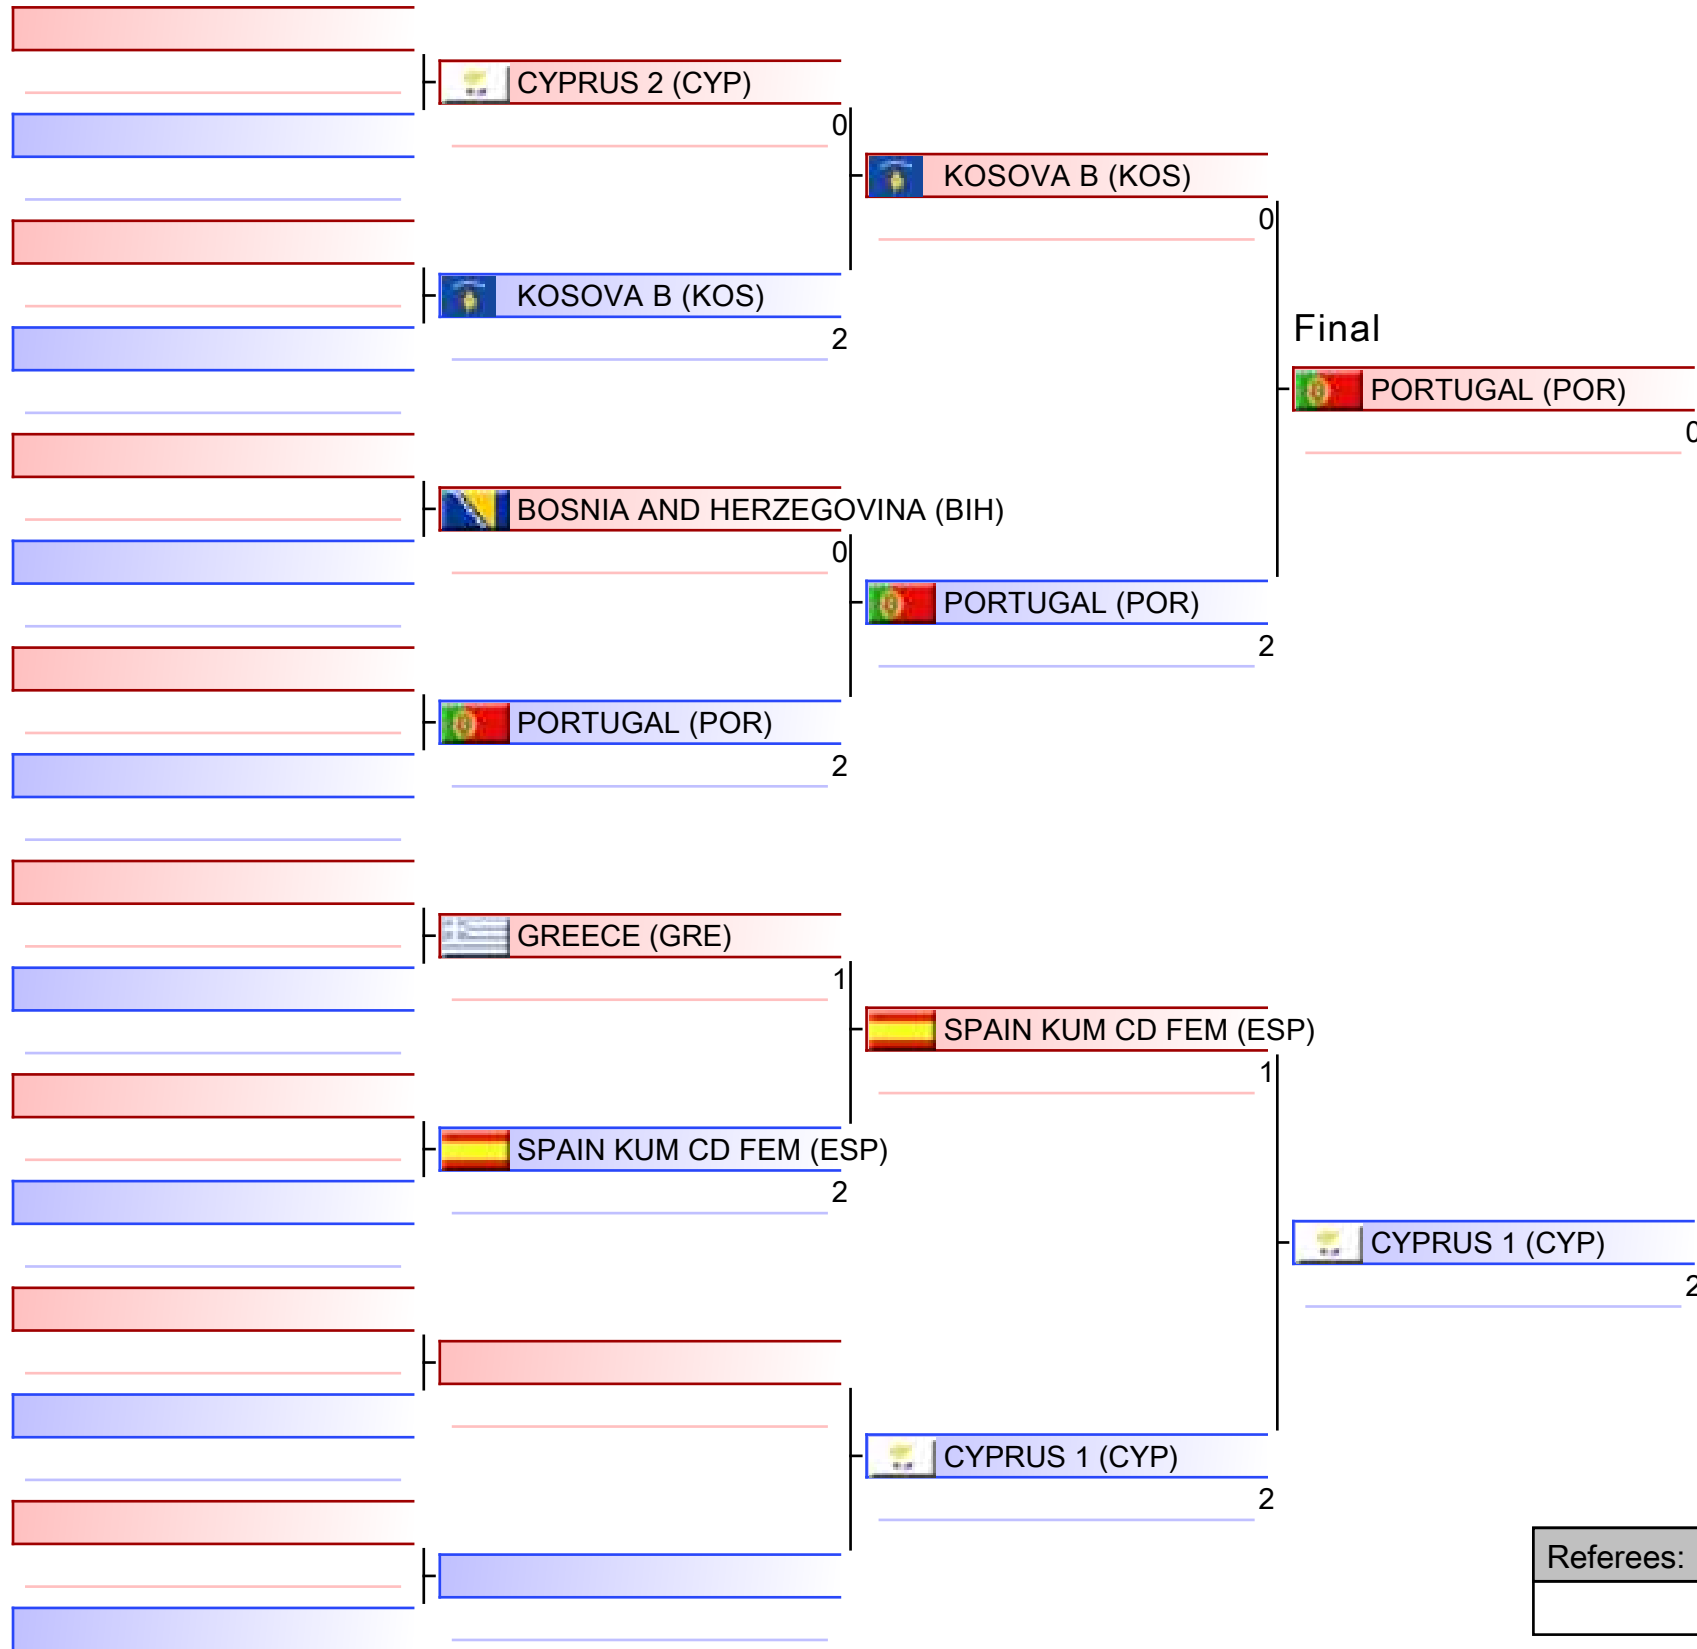 CYPRUS 2 (CYP)
0
KOSOVA B (KOS)
0
KOSOVA B (KOS)
2
Final
PORTUGAL (POR)
0
BOSNIA AND HERZEGOVINA (BIH)
0
PORTUGAL (POR)
2
PORTUGAL (POR)
2
GREECE (GRE)
1
SPAIN KUM CD FEM (ESP)
1
SPAIN KUM CD FEM (ESP)
2
CYPRUS 1 (CYP)
2
CYPRUS 1 (CYP)
2
Referees: